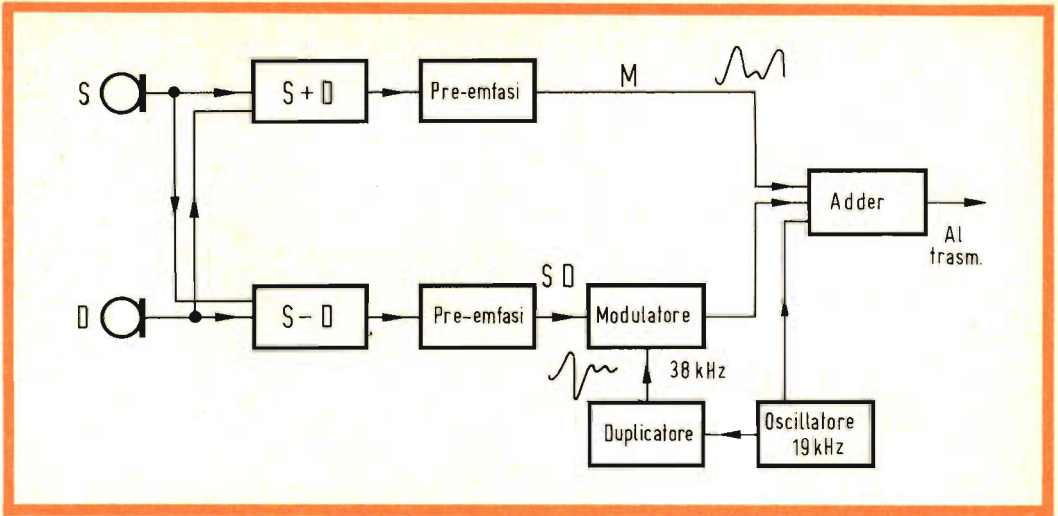 S
S + D
Pre-emfasi
M
Adder
Al
trasm.
D
S - D
Pre-emfasi
S D
Modulatore
38 kHz
Duplicatore
Oscillatore
19 kHz